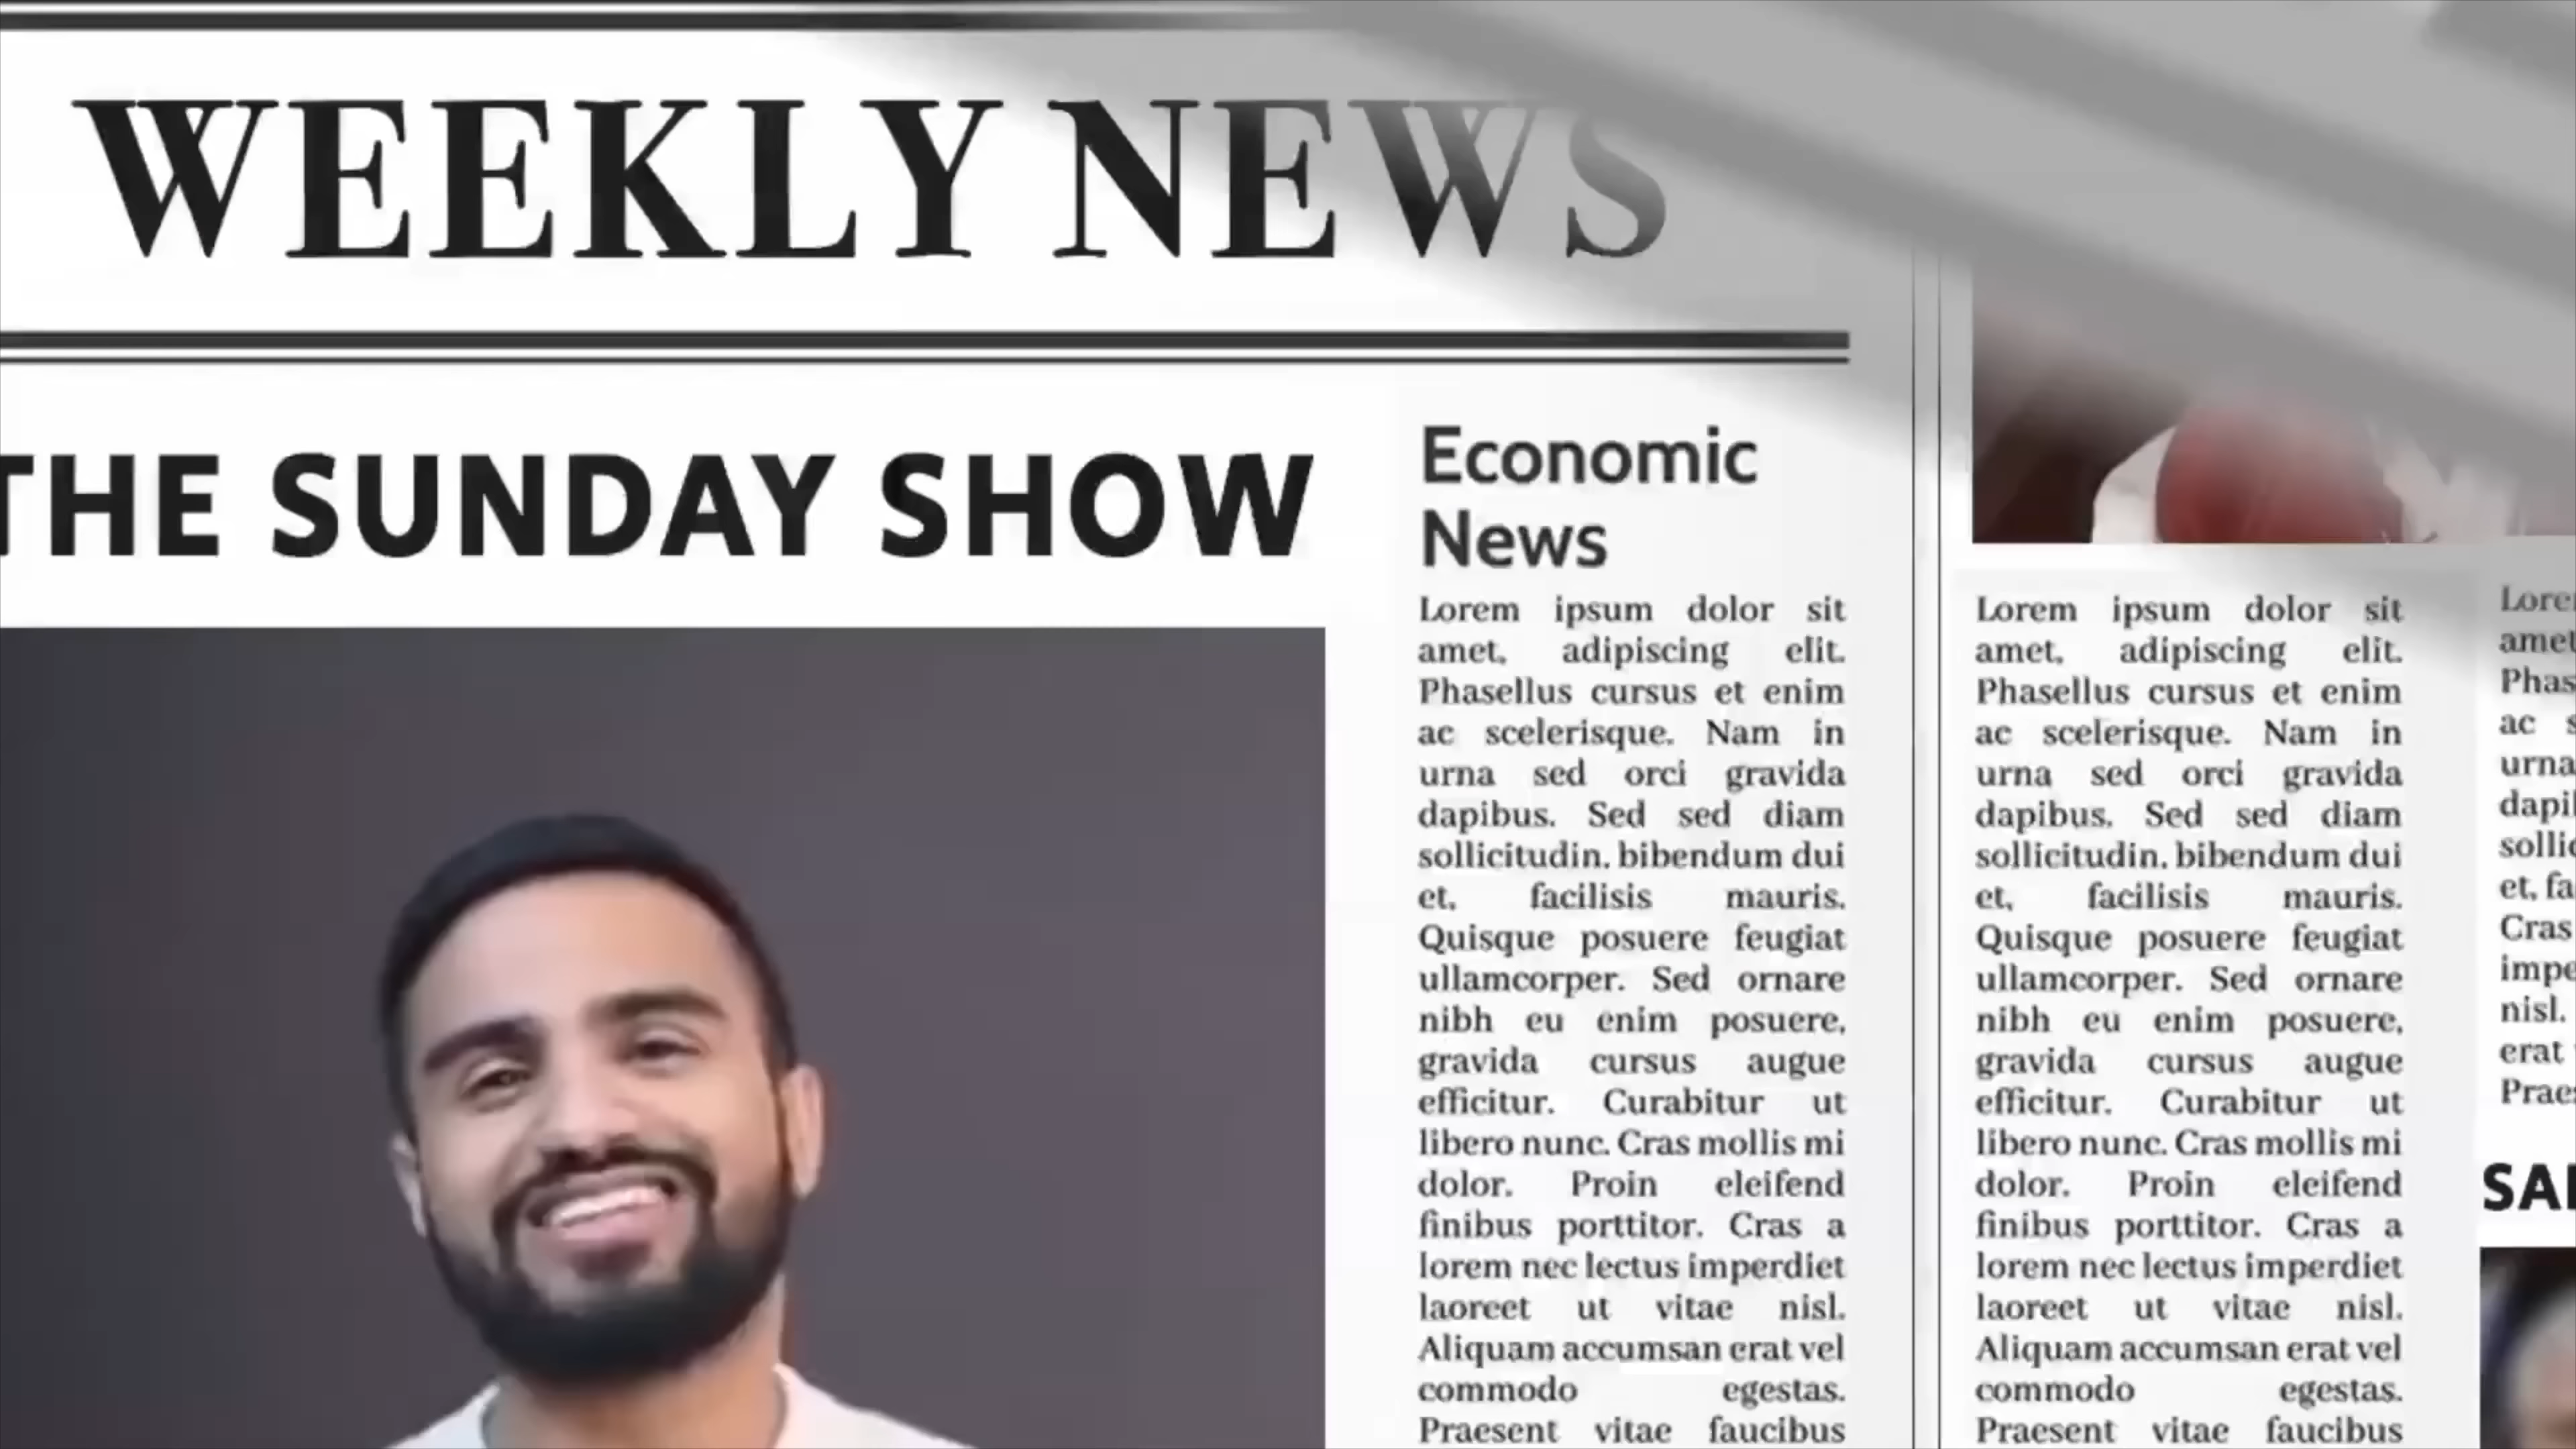 WEEKLY NEWS
THE SUNDAY SHOW
Economic
News
Lorem ipsum dolor sit
amet, adipiscing elit.
Phasellus cursus et enim
ac scelerisque. Nam in
urna sed orci gravida
dapibus. Sed sed diam
sollicitudin, bibendum dui
et, facilisis mauris.
Quisque posuere feugiat
ullamcorper. Sed ornare
nibh eu enim posuere,
gravida cursus augue
efficitur. Curabitur ut
libero nunc. Cras mollis mi
dolor. Proin eleifend
finibus porttitor. Cras a
lorem nec lectus imperdiet
laoreet ut vitae nisl.
Aliquam accumsan erat vel
commodo egestas.
Praesent vitae faucibus
Lorem ipsum dolor sit
amet, adipiscing elit.
Phasellus cursus et enim
ac scelerisque. Nam in
urna sed orci gravida
dapibus. Sed sed diam
sollicitudin, bibendum dui
et, facilisis mauris.
Quisque posuere feugiat
ullamcorper. Sed ornare
nibh eu enim posuere,
gravida cursus augue
efficitur. Curabitur ut
libero nunc. Cras mollis mi
dolor. Proin eleifend
finibus porttitor. Cras a
lorem nec lectus imperdiet
laoreet ut vitae nisl.
Aliquam accumsan erat vel
commodo egestas.
Praesent vitae faucibus
ac
urna
et, fa
Cras
nisl.
erat